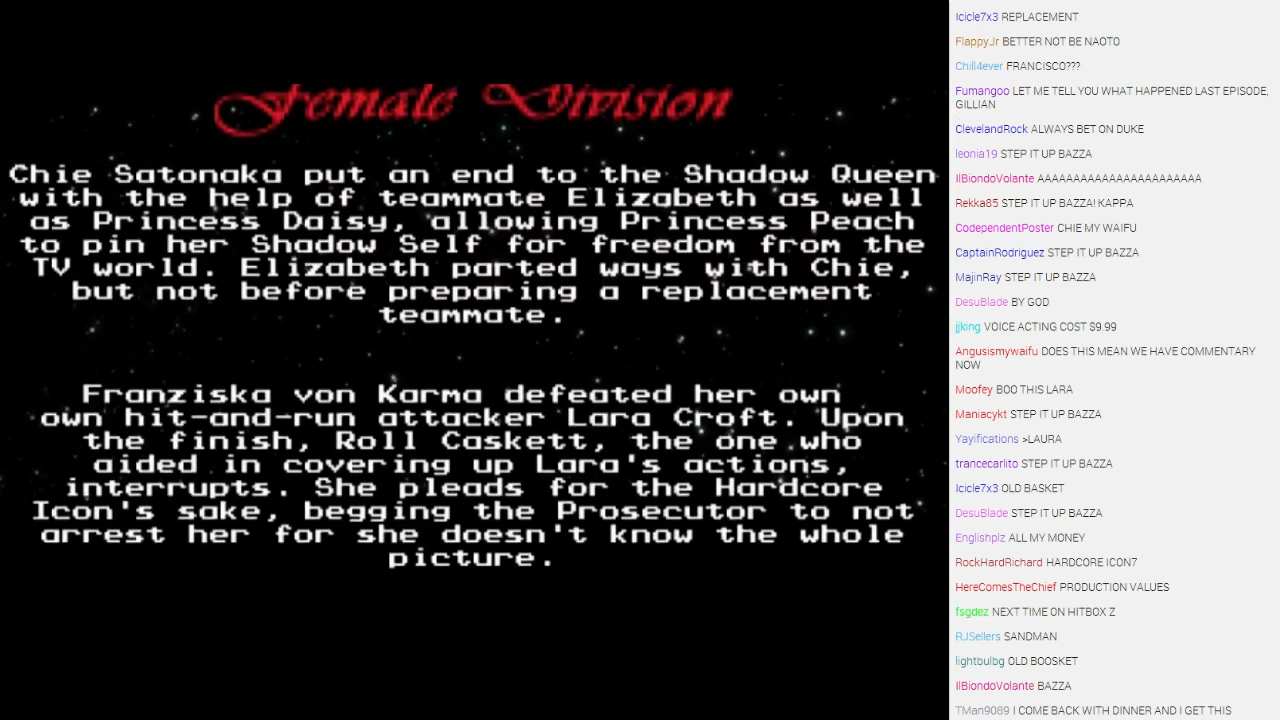 Female Division
Chie Satonaka put an end to the Shadow Queen
with the help of teammate Elizabeth as well
as Princess Daisy, allowing Princess Peach
to pin her Shadow Self for freedom from the
TV world. Elizabeth parted ways with Chie,
but not before preparing a replacement
teammate.
Franziska von Karma defeated her own
own hit-and-run attacker Lara Croft. Upon
the finish, Roll Caskett, the one who
aided in covering up Lara's actions,
interrupts. She pleads for the Hardcore
Icon's sake, begging the Prosecutor to not
arrest her for she doesn't know the whole
picture.
Icicle7x3 REPLACEMENT
FlappyJr BETTER NOT BE NAOTO
Chill4ever FRANCISCO???
Fumangoo LET ME TELL YOU WHAT HAPPENED LAST EPISODE,
GILLIAN
ClevelandRock ALWAYS BET ON DUKE
leonia19 STEP IT UP BAZZA
IlBiondoVolante AAAAAAAAAAAAAAAAAAAAAAA
Rekka85 STEP IT UP BAZZA! KAPPA
CodependentPoster CHIE MY WAIFU
CaptainRodriguez STEP IT UP BAZZA
MajinRay STEP IT UP BAZZA
DesuBlade BY GOD
jjking VOICE ACTING COST $9.99
Angusismywaifu DOES THIS MEAN WE HAVE COMMENTARY
NOW
Moofey BOO THIS LARA
Maniacykt STEP IT UP BAZZA
Yayifications >LAURA
trancecarlito STEP IT UP BAZZA
Icicle7x3 OLD BASKET
DesuBlade STEP IT UP BAZZA
Englishplz ALL MY MONEY
RockHardRichard HARDCORE ICON7
HereComesTheChief PRODUCTION VALUES
fsgdez NEXT TIME ON HITBOX Z
RJSellers SANDMAN
lightbulbg OLD BOOSKET
IlBiondoVolante BAZZA
TMan9089 I COME BACK WITH DINNER AND I GET THIS